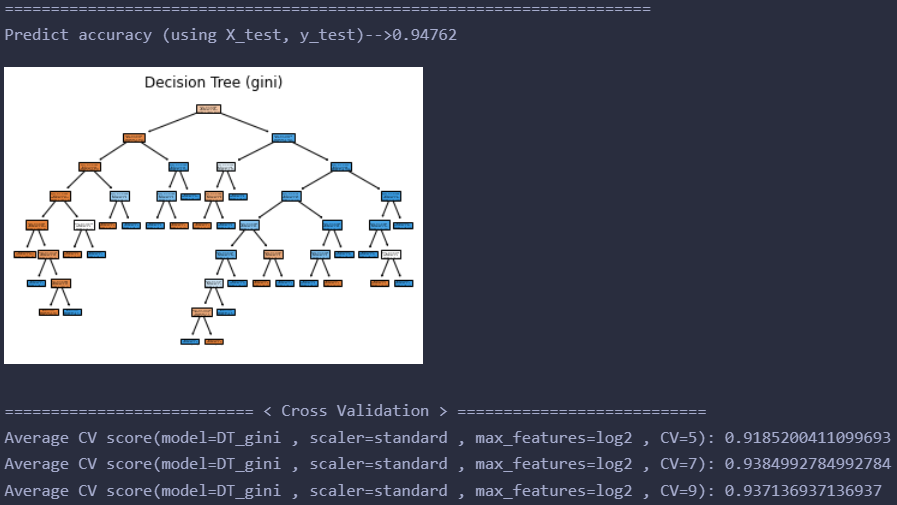 ======================================================================
Predict accuracy (using X_test, y_test)-->0.94762
Decision Tree (gini)
=========================== < Cross Validation > ===========================
Average CV score(model=DT_gini , scaler=standard , max_features=log2 , CV=5): 0.9185200411099693
Average CV score(model=DT_gini , scaler=standard , max_features=log2 , CV=7): 0.9384992784992784
Average CV score(model=DT_gini , scaler=standard , max_features=log2 , CV=9): 0.937136937136937